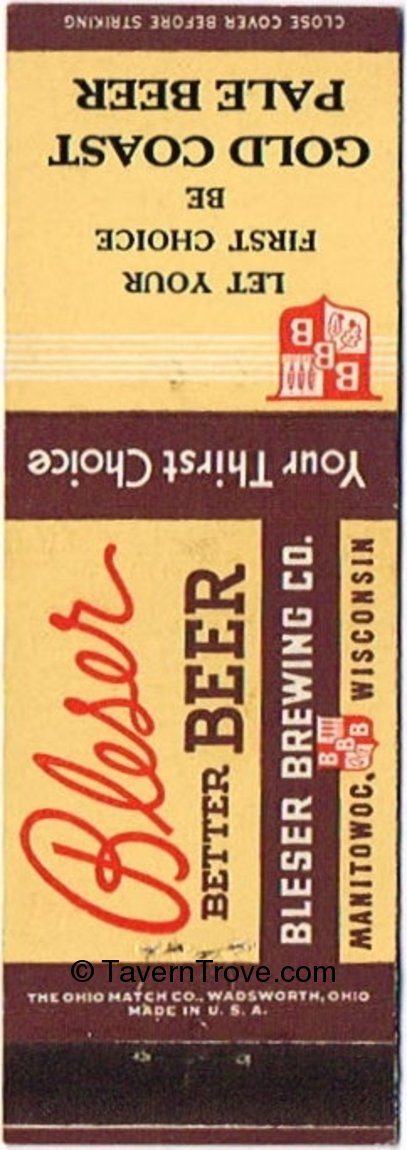 CLOSE COVER BEFORE STRIKING
LET YOUR
FIRST CHOICE
BE
GOLD COAST
PALE BEER
B B B
Your Thirst Choice
Bleser
BETTER BEER
BLESER BREWING CO.
MANITOWOC, WISCONSIN
B B B
© TavernTrove.com
THE OHIO MATCH CO., WADSWORTH, OHIO
MADE IN U. S. A.